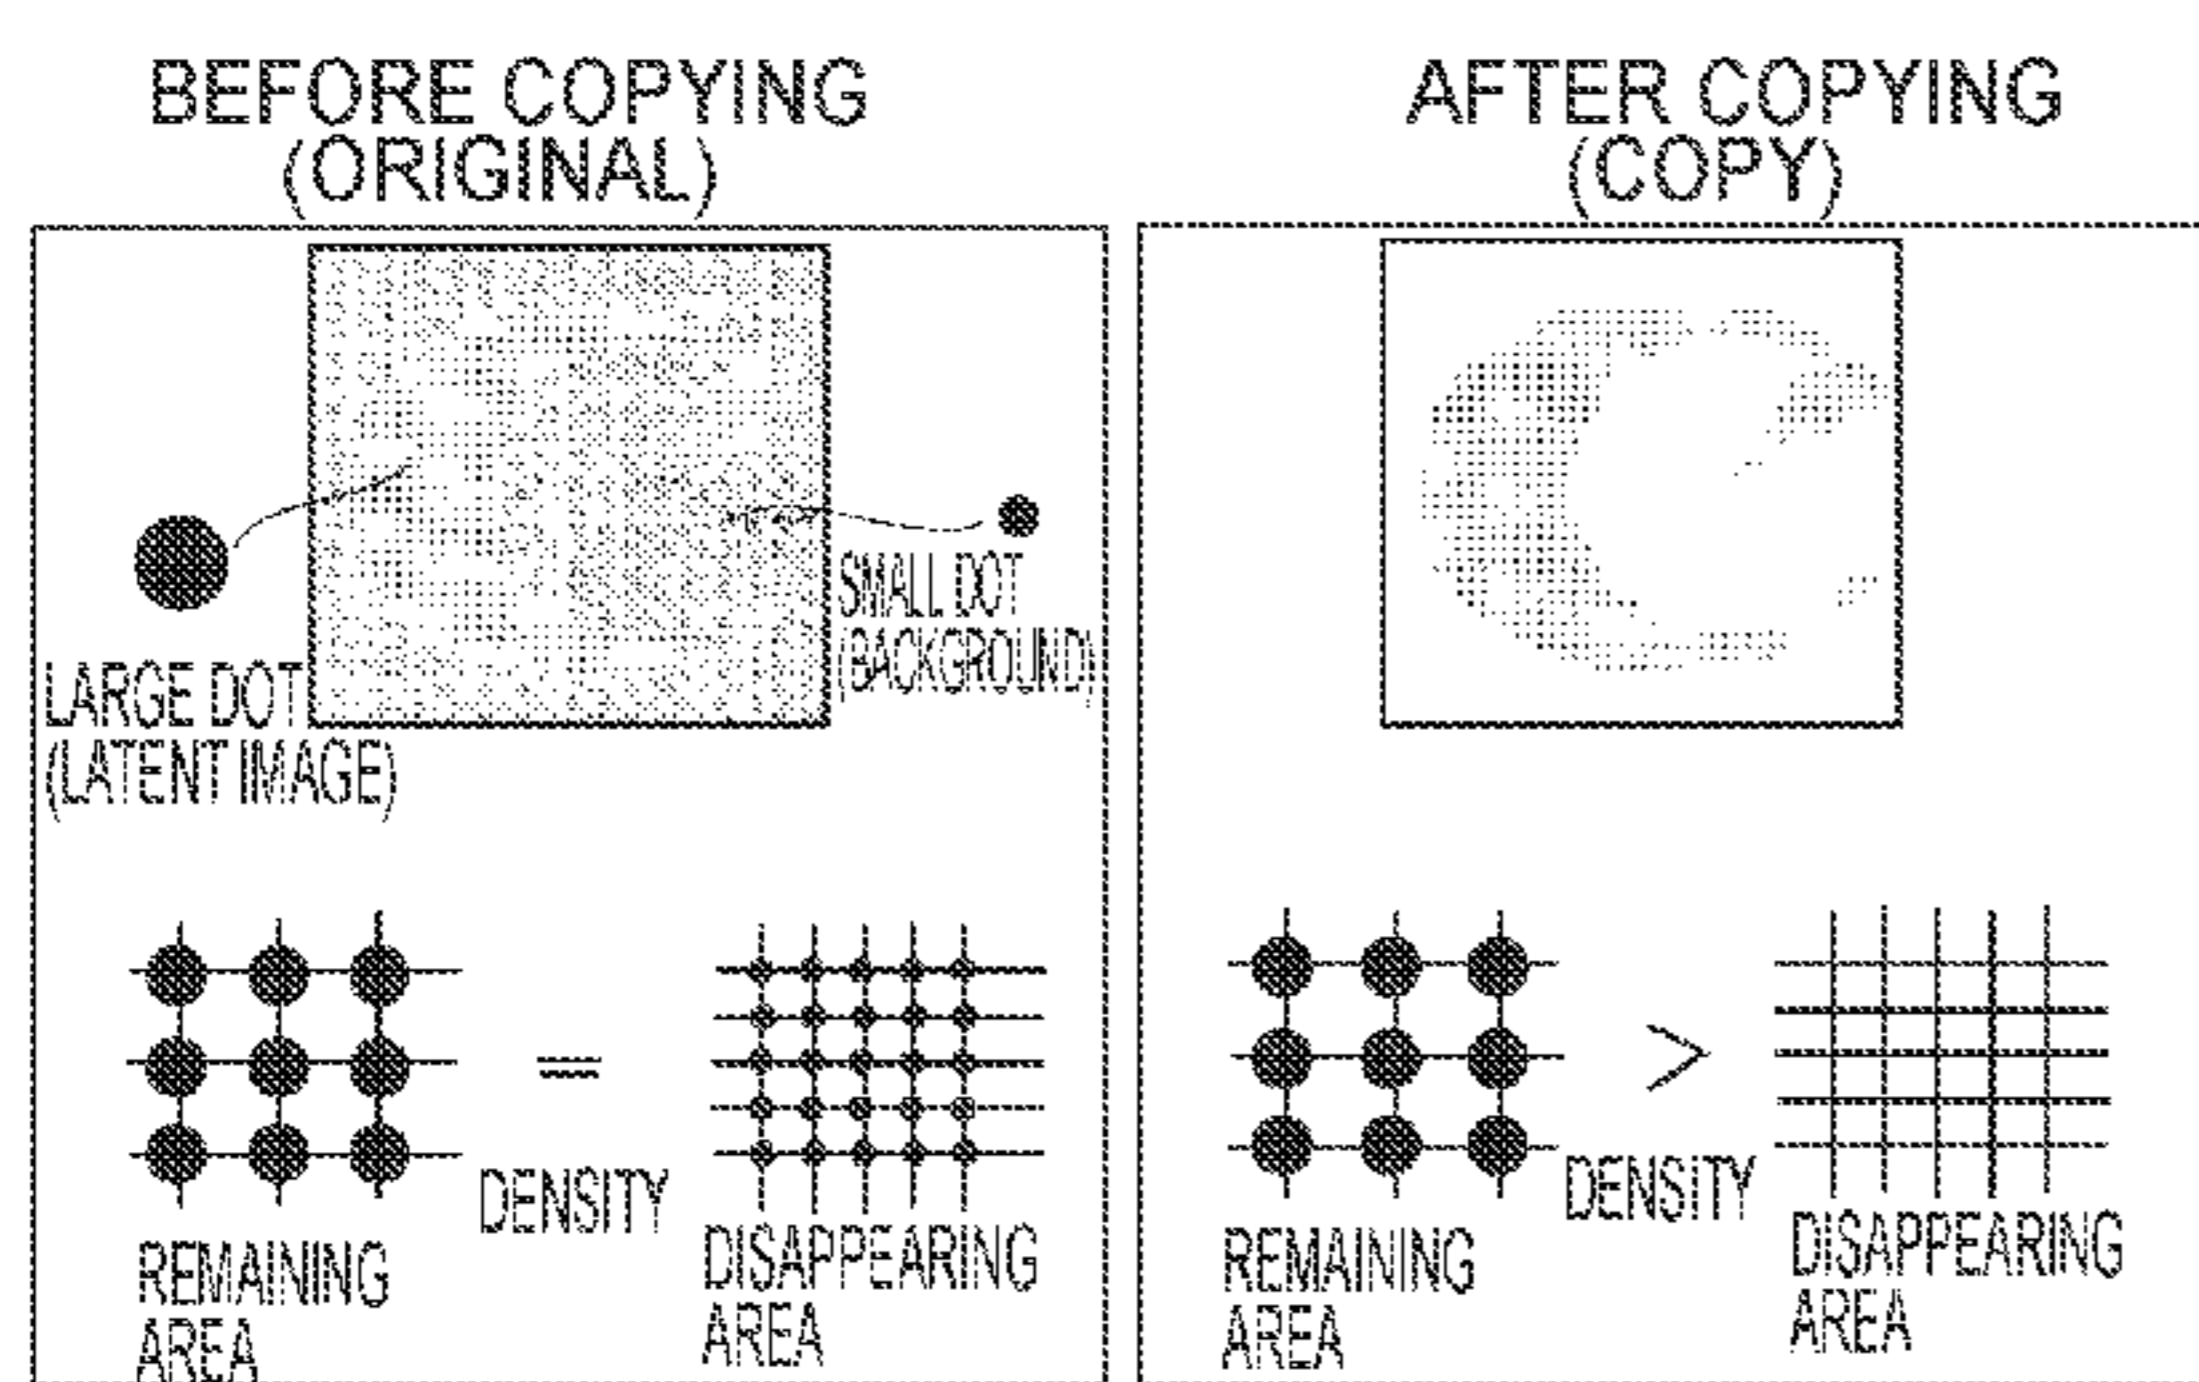 BEFORE COPYING
(ORIGINAL)
LARGE DOT
(LATENT IMAGE)
SMALL DOT
(BACKGROUND)
=
DENSITY
REMAINING
AREA
DISAPPEARING
AREA
AFTER COPYING
(COPY)
>
DENSITY
REMAINING
AREA
DISAPPEARING
AREA